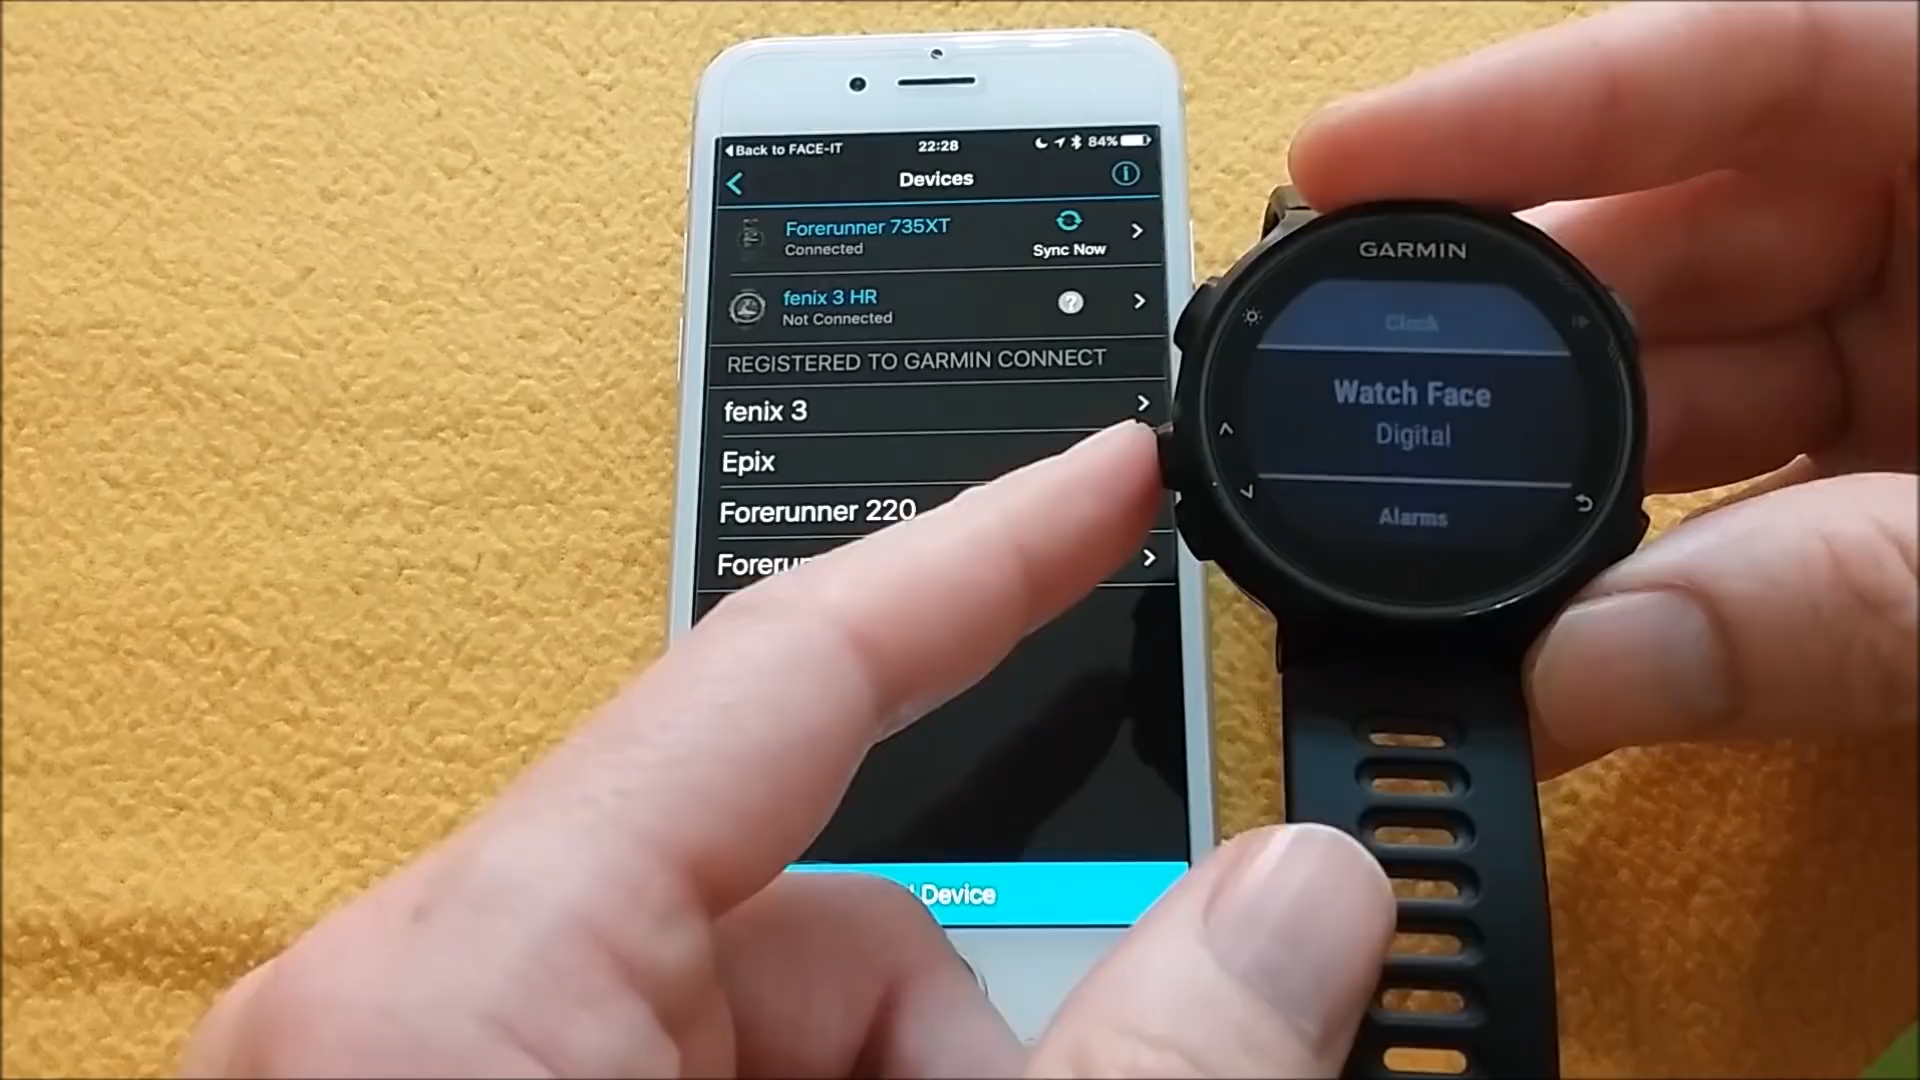 Back to FACE-IT 22:28 84%
Devices
Forerunner 735XT
Connected
Sync Now
fenix 3 HR
Not Connected
?
REGISTERED TO GARMIN CONNECT
fenix 3
Epix
Forerunner 220
Device
GARMIN
Clock
Watch Face
Digital
Alarms